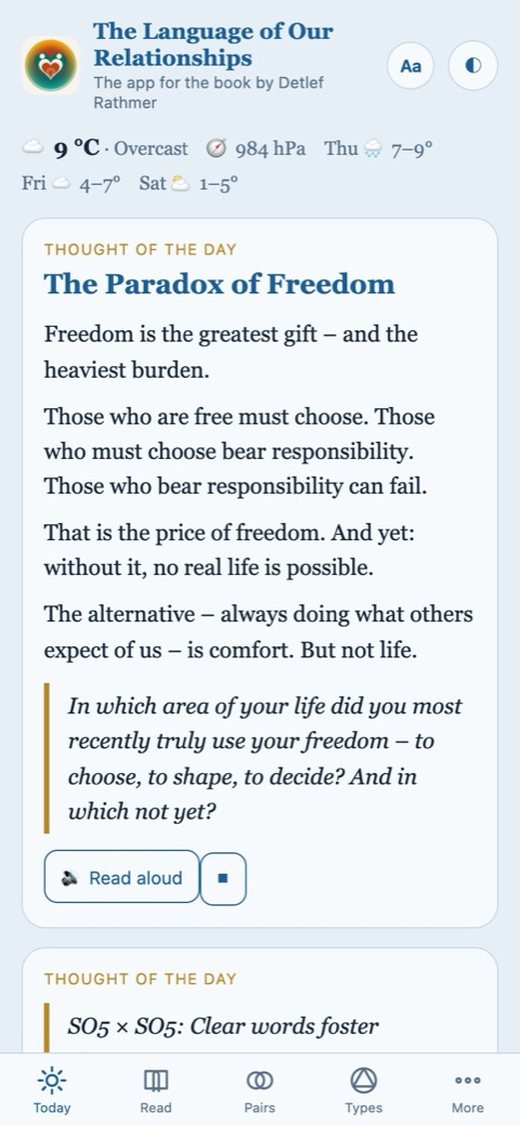 The Language of Our
Relationships
The app for the book by Detlef
Rathmer
Aa
9 °C · Overcast 984 hPa Thu 7–9°
Fri 4–7° Sat 1–5°
THOUGHT OF THE DAY
The Paradox of Freedom
Freedom is the greatest gift – and the
heaviest burden.
Those who are free must choose. Those
who must choose bear responsibility.
Those who bear responsibility can fail.
That is the price of freedom. And yet:
without it, no real life is possible.
The alternative – always doing what others
expect of us – is comfort. But not life.
In which area of your life did you most
recently truly use your freedom – to
choose, to shape, to decide? And in
which not yet?
Read aloud
THOUGHT OF THE DAY
SO5 × SO5: Clear words foster
Today Read Pairs Types More